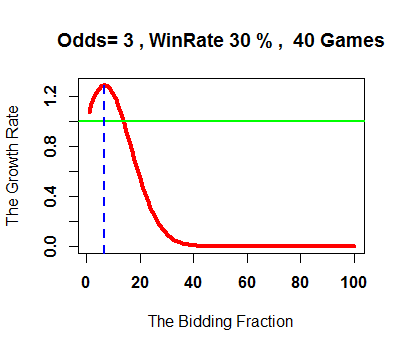 Odds= 3 , WinRate 30 % , 40 Games
The Growth Rate
1.2
0.8
0.4
0.0
0 20 40 60 80 100
The Bidding Fraction